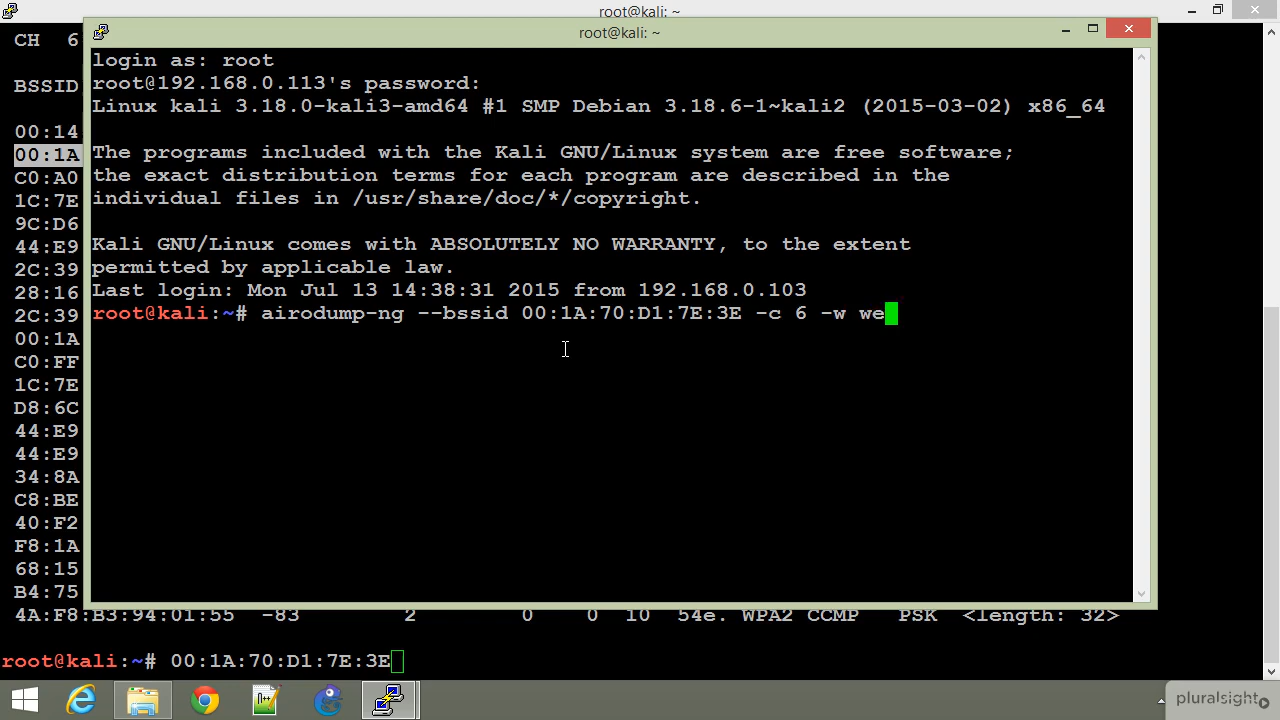 root@kali: ~
root@kali: ~
CH 6
BSSID
00:14
00:1A
C0:A0
1C:7E
9C:D6
44:E9
2C:39
28:16
2C:39
00:1A
C0:FF
1C:7E
D8:6C
44:E9
44:E9
34:8A
C8:BE
40:F2
F8:1A
68:15
B4:75
login as: root
root@192.168.0.113's password:
Linux kali 3.18.0-kali3-amd64 #1 SMP Debian 3.18.6-1~kali2 (2015-03-02) x86_64
The programs included with the Kali GNU/Linux system are free software;
the exact distribution terms for each program are described in the
individual files in /usr/share/doc/*/copyright.
Kali GNU/Linux comes with ABSOLUTELY NO WARRANTY, to the extent
permitted by applicable law.
Last login: Mon Jul 13 14:38:31 2015 from 192.168.0.103
root@kali:~# airodump-ng --bssid 00:1A:70:D1:7E:3E -c 6 -w we
4A:F8:B3:94:01:55 -83 2 0 0 10 54e. WPA2 CCMP PSK <length: 32>
root@kali:~# 00:1A:70:D1:7E:3E
pluralsight